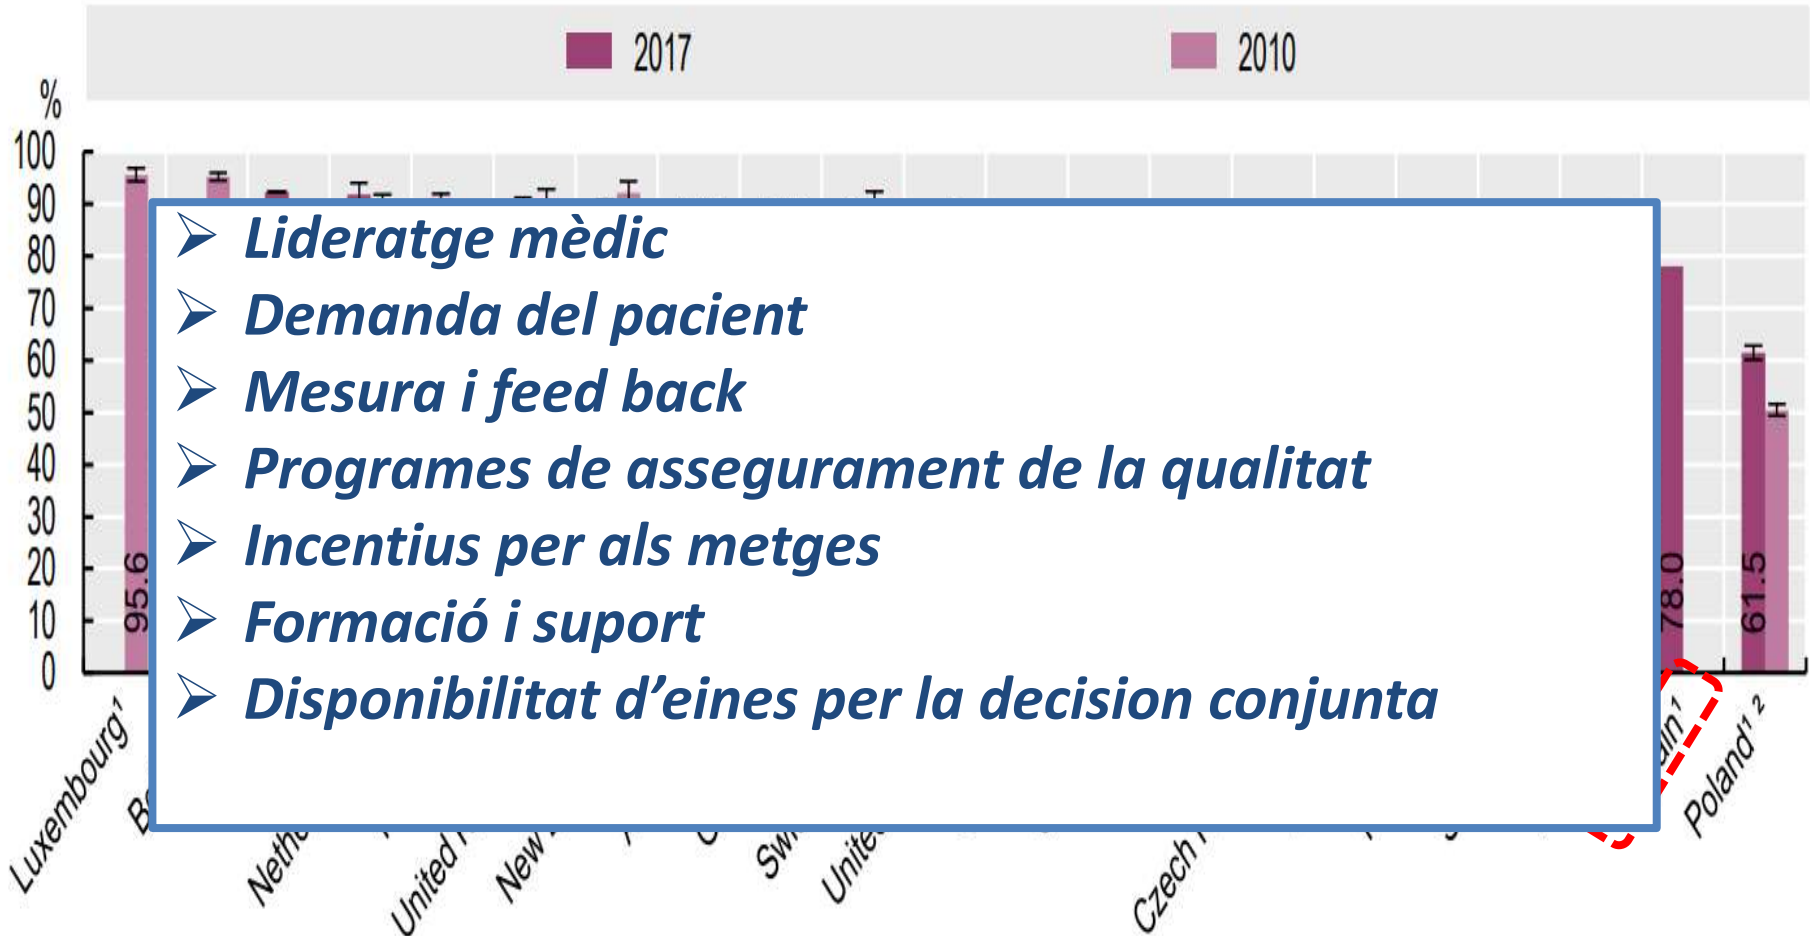 2017 2010
%
100
90
80
70
60
50
40
30
20
10
0
95.6
78.0
61.5
➢ Lideratge mèdic
➢ Demanda del pacient
➢ Mesura i feed back
➢ Programes de assegurament de la qualitat
➢ Incentius per als metges
➢ Formació i suport
➢ Disponibilitat d’eines per la decision conjunta
Luxembourg¹
United
New
Czech
Poland¹ ²